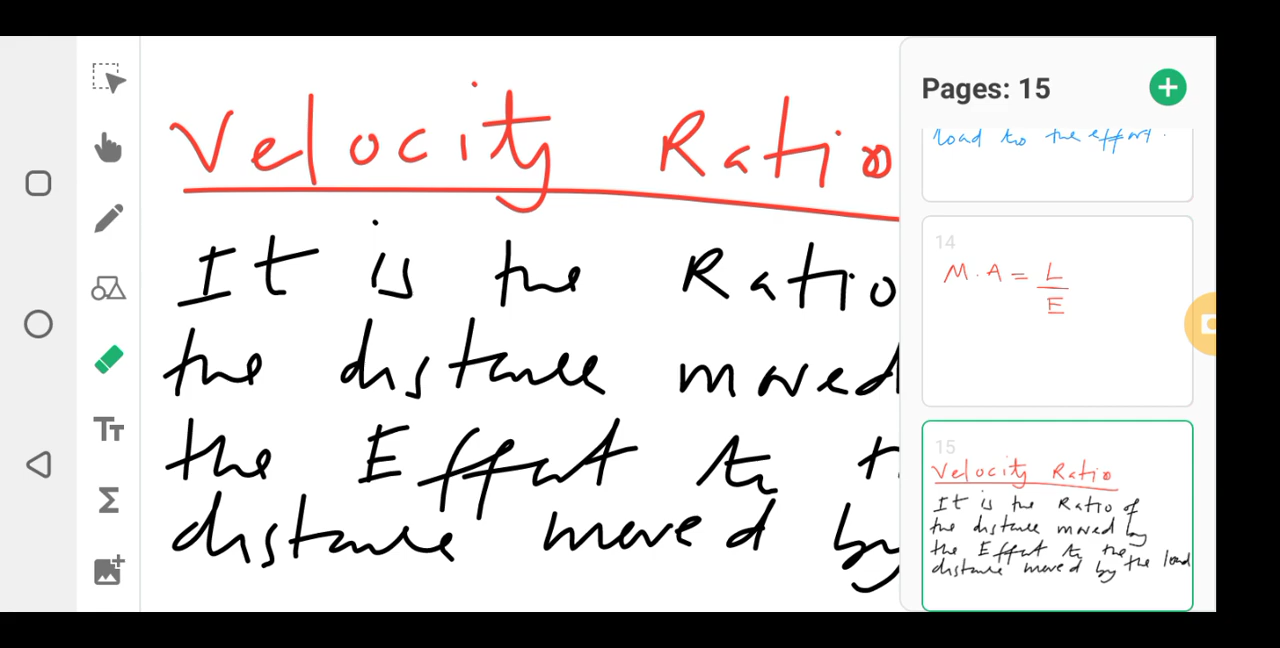 Velocity Ratio
It is the Ratio
the distance moved
the Effort to t
distance moved by
Pages: 15
load to the effort.
14
M.A = L
E
15
Velocity Ratio
It is the Ratio of
the distance moved by
the Effort to the
distance moved by the load
TT
Σ